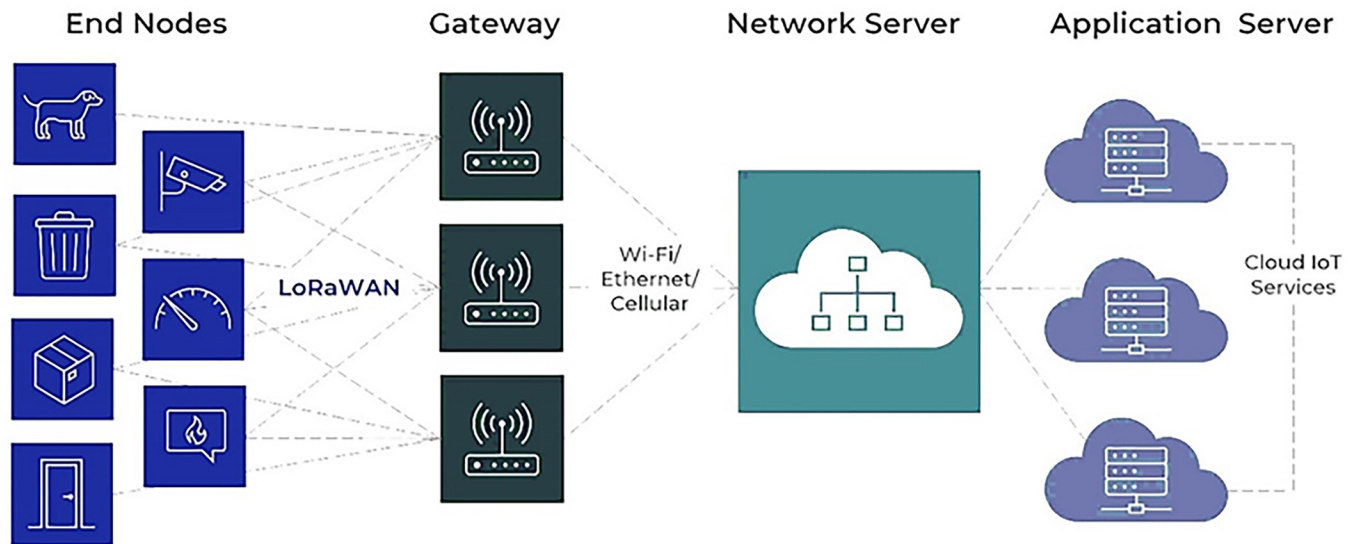 End Nodes
Gateway
Network Server
Application Server
LoRaWAN
Wi-Fi/
Ethernet/
Cellular
Cloud IoT
Services